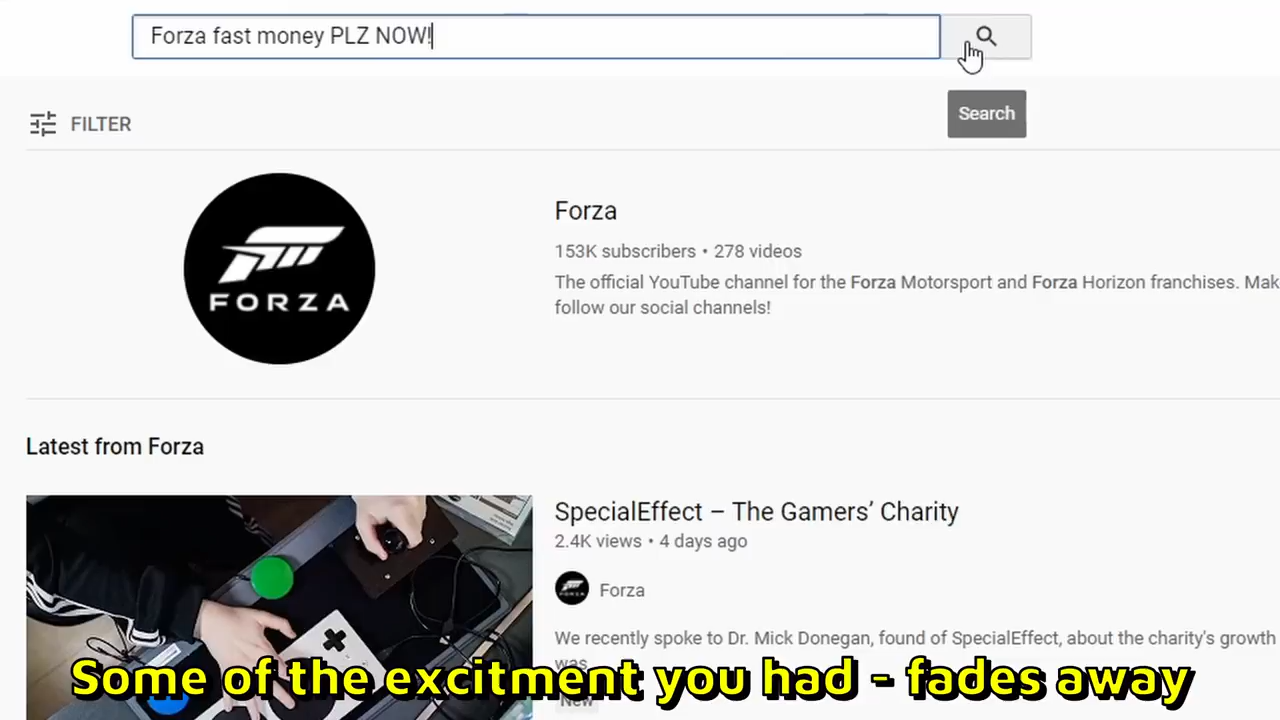 Forza fast money PLZ NOW!
Search
FILTER
FORZA
Forza
153K subscribers • 278 videos
The official YouTube channel for the Forza Motorsport and Forza Horizon franchises. Mak
follow our social channels!
Latest from Forza
SpecialEffect – The Gamers’ Charity
2.4K views • 4 days ago
FORZA
Forza
We recently spoke to Dr. Mick Donegan, found of SpecialEffect, about the charity's growth
was
Some of the excitment you had - fades away
New